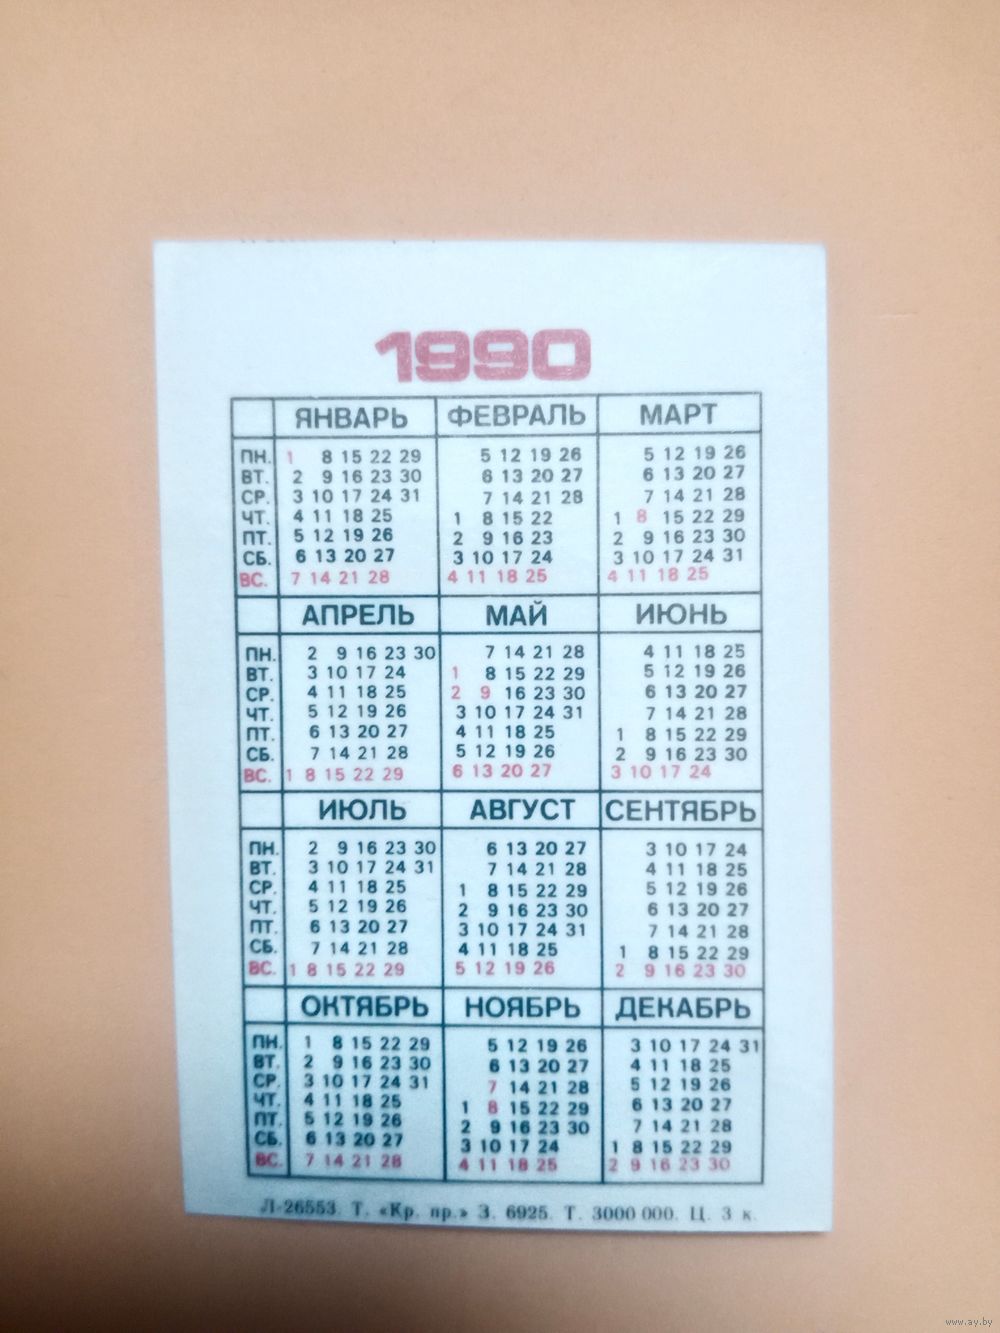 1990
ЯНВАРЬ ФЕВРАЛЬ МАРТ
ПН. 1 8 15 22 29 5 12 19 26 5 12 19 26
ВТ. 2 9 16 23 30 6 13 20 27 6 13 20 27
СР. 3 10 17 24 31 7 14 21 28 7 14 21 28
ЧТ. 4 11 18 25 1 8 15 22 1 8 15 22 29
ПТ. 5 12 19 26 2 9 16 23 2 9 16 23 30
СБ. 6 13 20 27 3 10 17 24 3 10 17 24 31
ВС. 7 14 21 28 4 11 18 25 4 11 18 25
АПРЕЛЬ МАЙ ИЮНЬ
ПН. 2 9 16 23 30 7 14 21 28 4 11 18 25
ВТ. 3 10 17 24 1 8 15 22 29 5 12 19 26
СР. 4 11 18 25 2 9 16 23 30 6 13 20 27
ЧТ. 5 12 19 26 3 10 17 24 31 7 14 21 28
ПТ. 6 13 20 27 4 11 18 25 1 8 15 22 29
СБ. 7 14 21 28 5 12 19 26 2 9 16 23 30
ВС. 1 8 15 22 29 6 13 20 27 3 10 17 24
ИЮЛЬ АВГУСТ СЕНТЯБРЬ
ПН. 2 9 16 23 30 6 13 20 27 3 10 17 24
ВТ. 3 10 17 24 31 7 14 21 28 4 11 18 25
СР. 4 11 18 25 1 8 15 22 29 5 12 19 26
ЧТ. 5 12 19 26 2 9 16 23 30 6 13 20 27
ПТ. 6 13 20 27 3 10 17 24 31 7 14 21 28
СБ. 7 14 21 28 4 11 18 25 1 8 15 22 29
ВС. 1 8 15 22 29 5 12 19 26 2 9 16 23 30
ОКТЯБРЬ НОЯБРЬ ДЕКАБРЬ
ПН. 1 8 15 22 29 5 12 19 26 3 10 17 24 31
ВТ. 2 9 16 23 30 6 13 20 27 4 11 18 25
СР. 3 10 17 24 31 7 14 21 28 5 12 19 26
ЧТ. 4 11 18 25 1 8 15 22 29 6 13 20 27
ПТ. 5 12 19 26 2 9 16 23 30 7 14 21 28
СБ. 6 13 20 27 3 10 17 24 1 8 15 22 29
ВС. 7 14 21 28 4 11 18 25 2 9 16 23 30
Л-26553. Т. «Кр. пр.» З. 6925. Т. 3000 000. Ц. 3 к.
www.ay.by